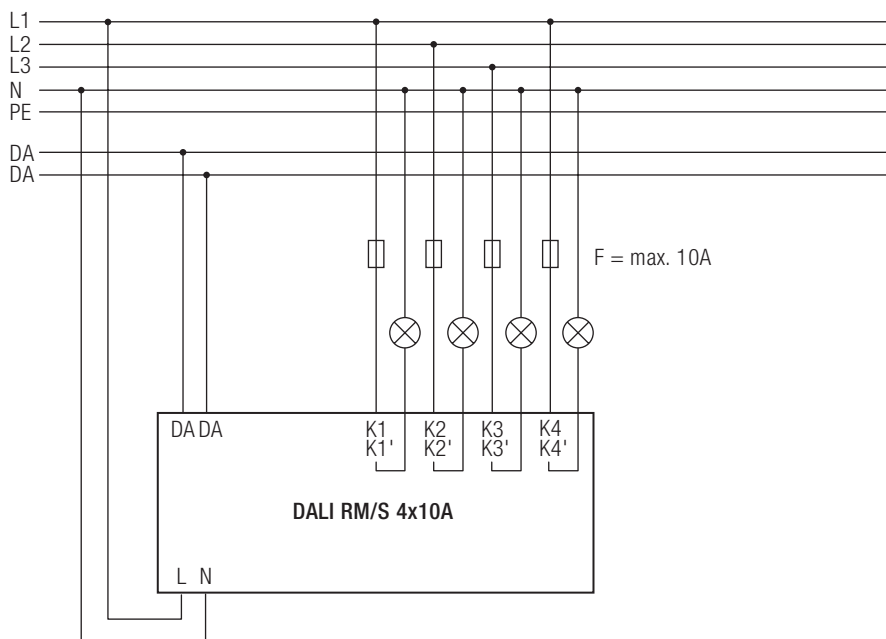 L1
L2
L3
N
PE
DA
DA
F = max. 10A
DA DA K1 K2 K3 K4
K1' K2' K3' K4'
DALI RM/S 4x10A
L N